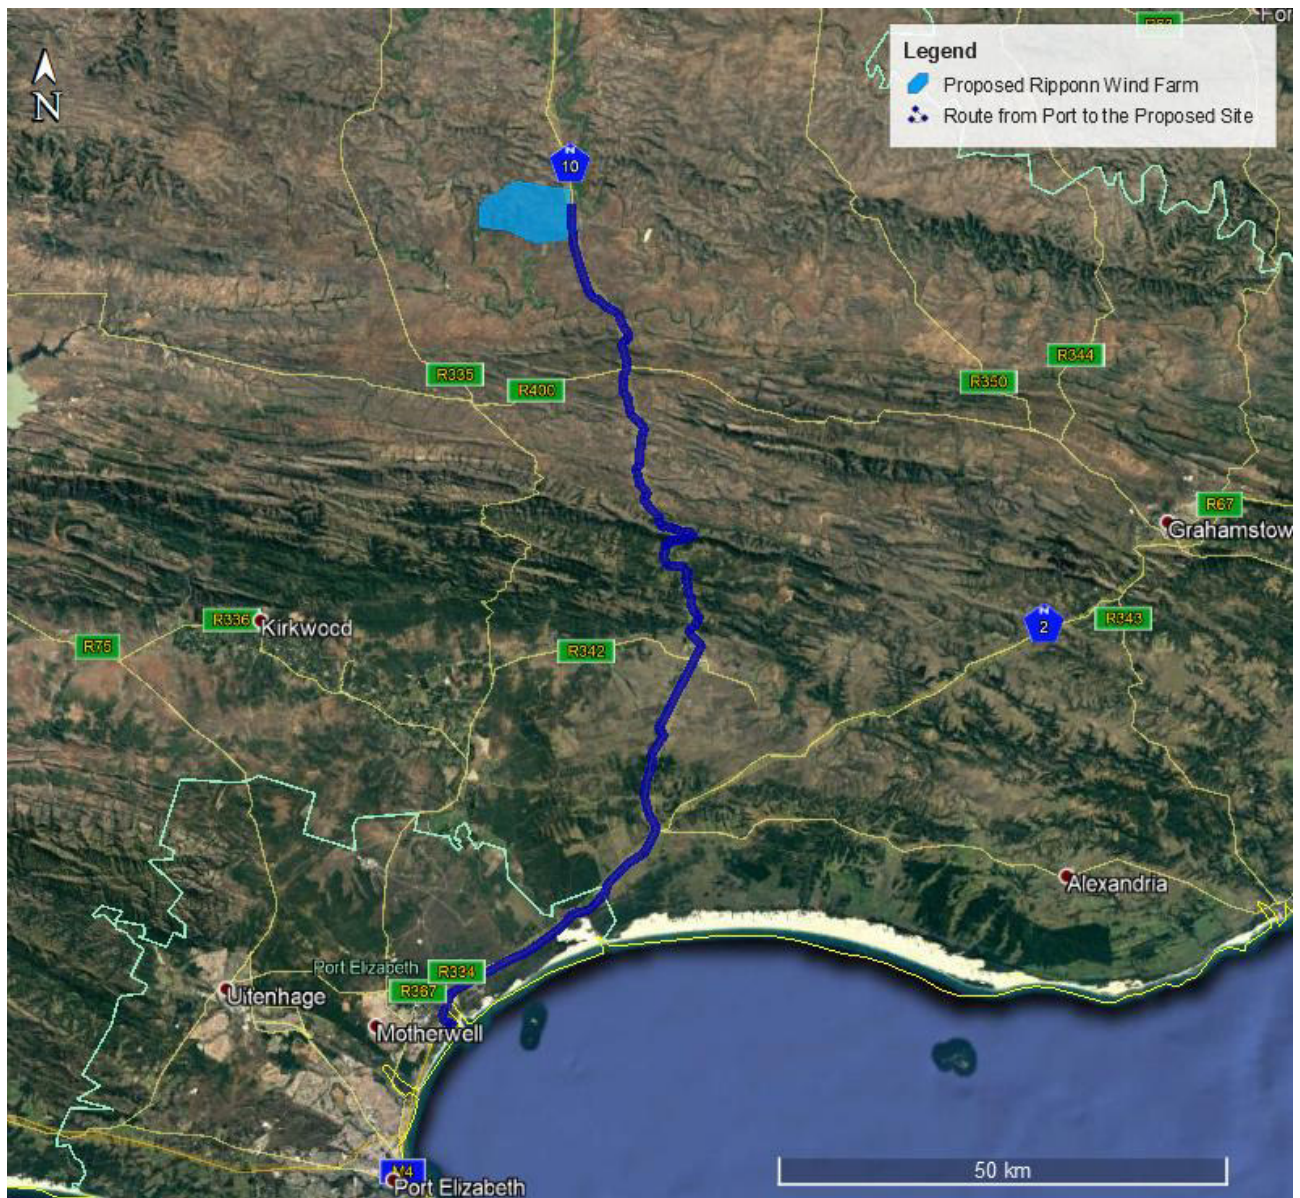 Legend
Proposed Ripponn Wind Farm
Route from Port to the Proposed Site
N
N
10
R335
R400
R344
R350
R67
Grahamstow
R336
Kirkwood
R75
R342
N
2
R343
Alexandria
Port Elizabeth
R334
R367
Uitenhage
Motherwell
M4
Port Elizabeth
50 km